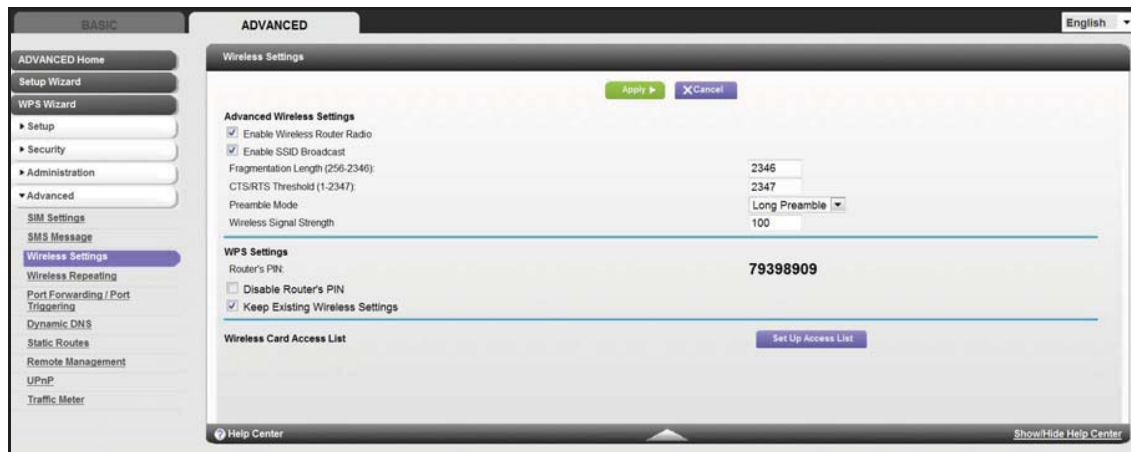 BASIC
ADVANCED
English
ADVANCED Home
Setup Wizard
WPS Wizard
Setup
Security
Administration
Advanced
SIM Settings
SMS Message
Wireless Settings
Wireless Repeating
Port Forwarding / Port
Triggering
Dynamic DNS
Static Routes
Remote Management
UPnP
Traffic Meter
Wireless Settings
Apply
Cancel
Advanced Wireless Settings
Enable Wireless Router Radio
Enable SSID Broadcast
Fragmentation Length (256-2346): 2346
CTS/RTS Threshold (1-2347): 2347
Preamble Mode Long Preamble
Wireless Signal Strength 100
WPS Settings
Router's PIN: 79398909
Disable Router's PIN
Keep Existing Wireless Settings
Wireless Card Access List Set Up Access List
Help Center
Show/Hide Help Center